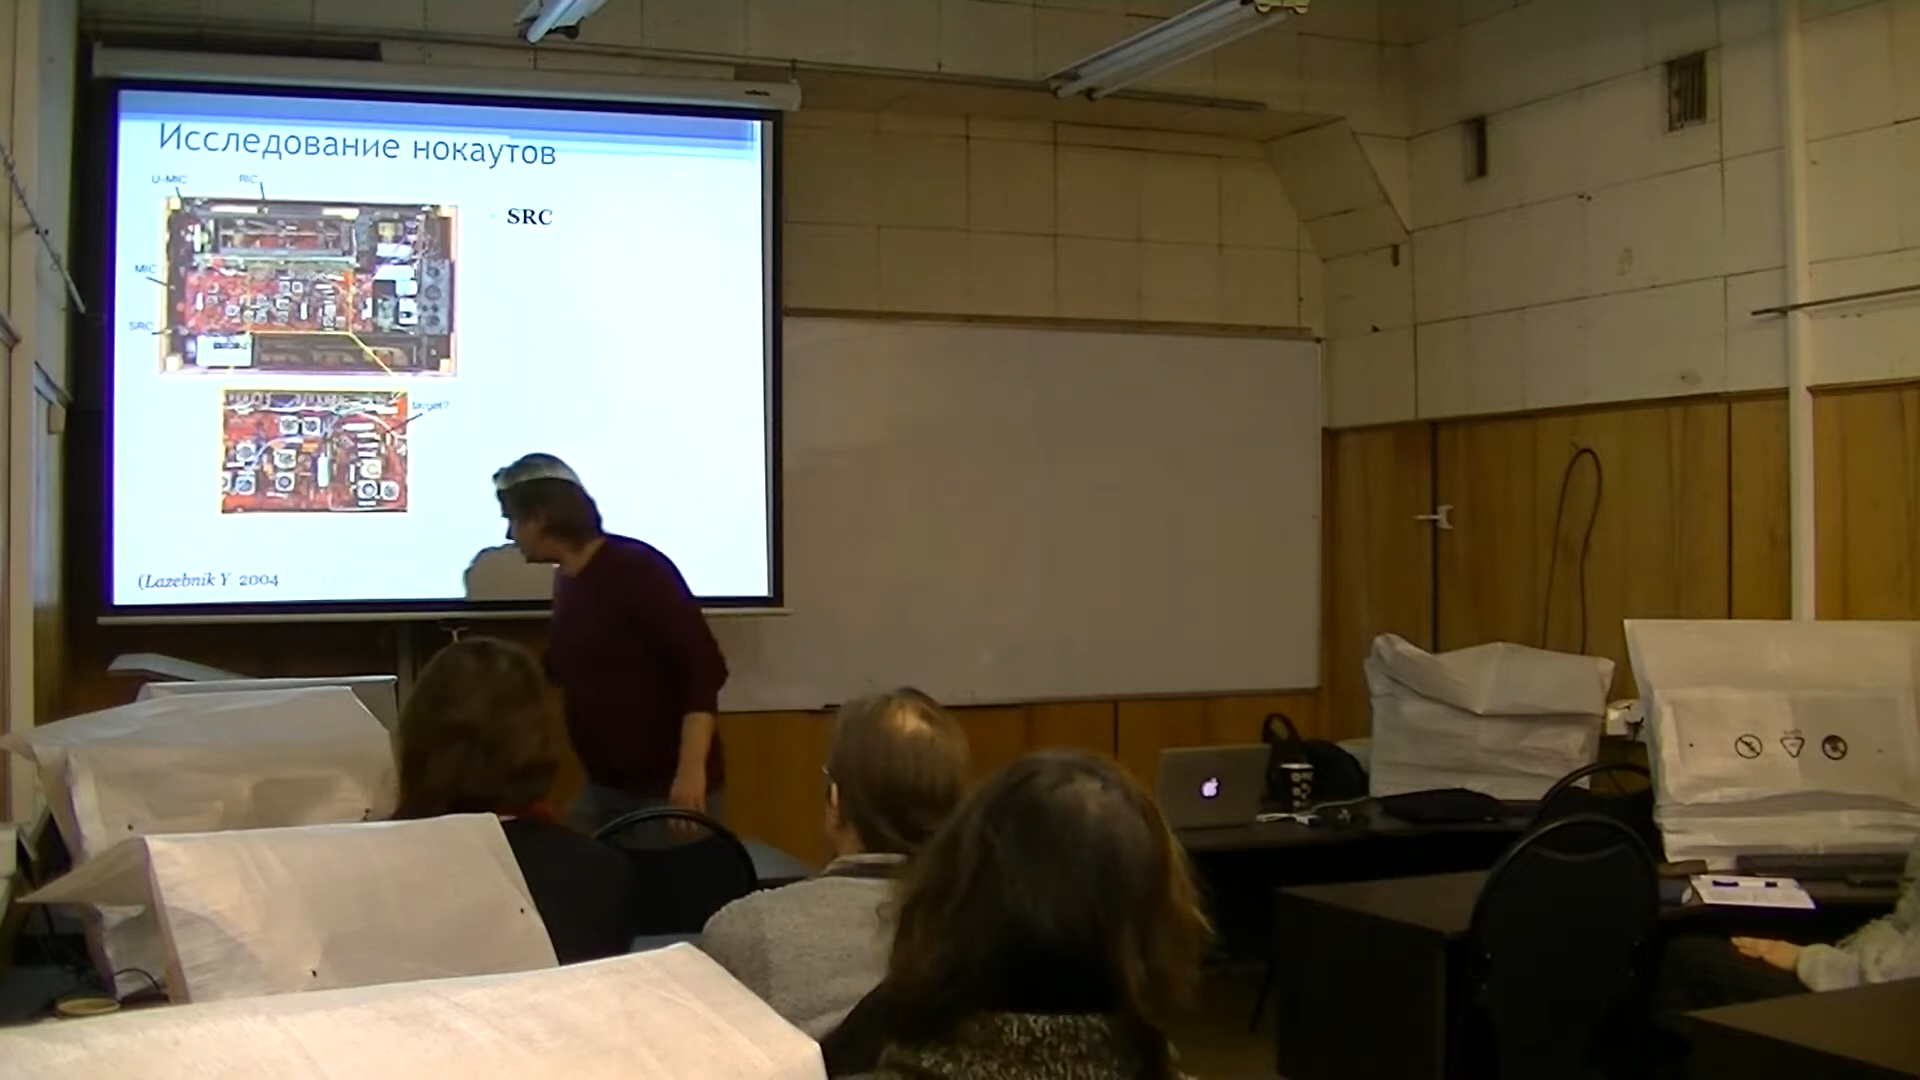 Исследование нокаутов
U-MIC
RIC
SRC
MIC
SRC
target?
(Lazebnik Y. 2004